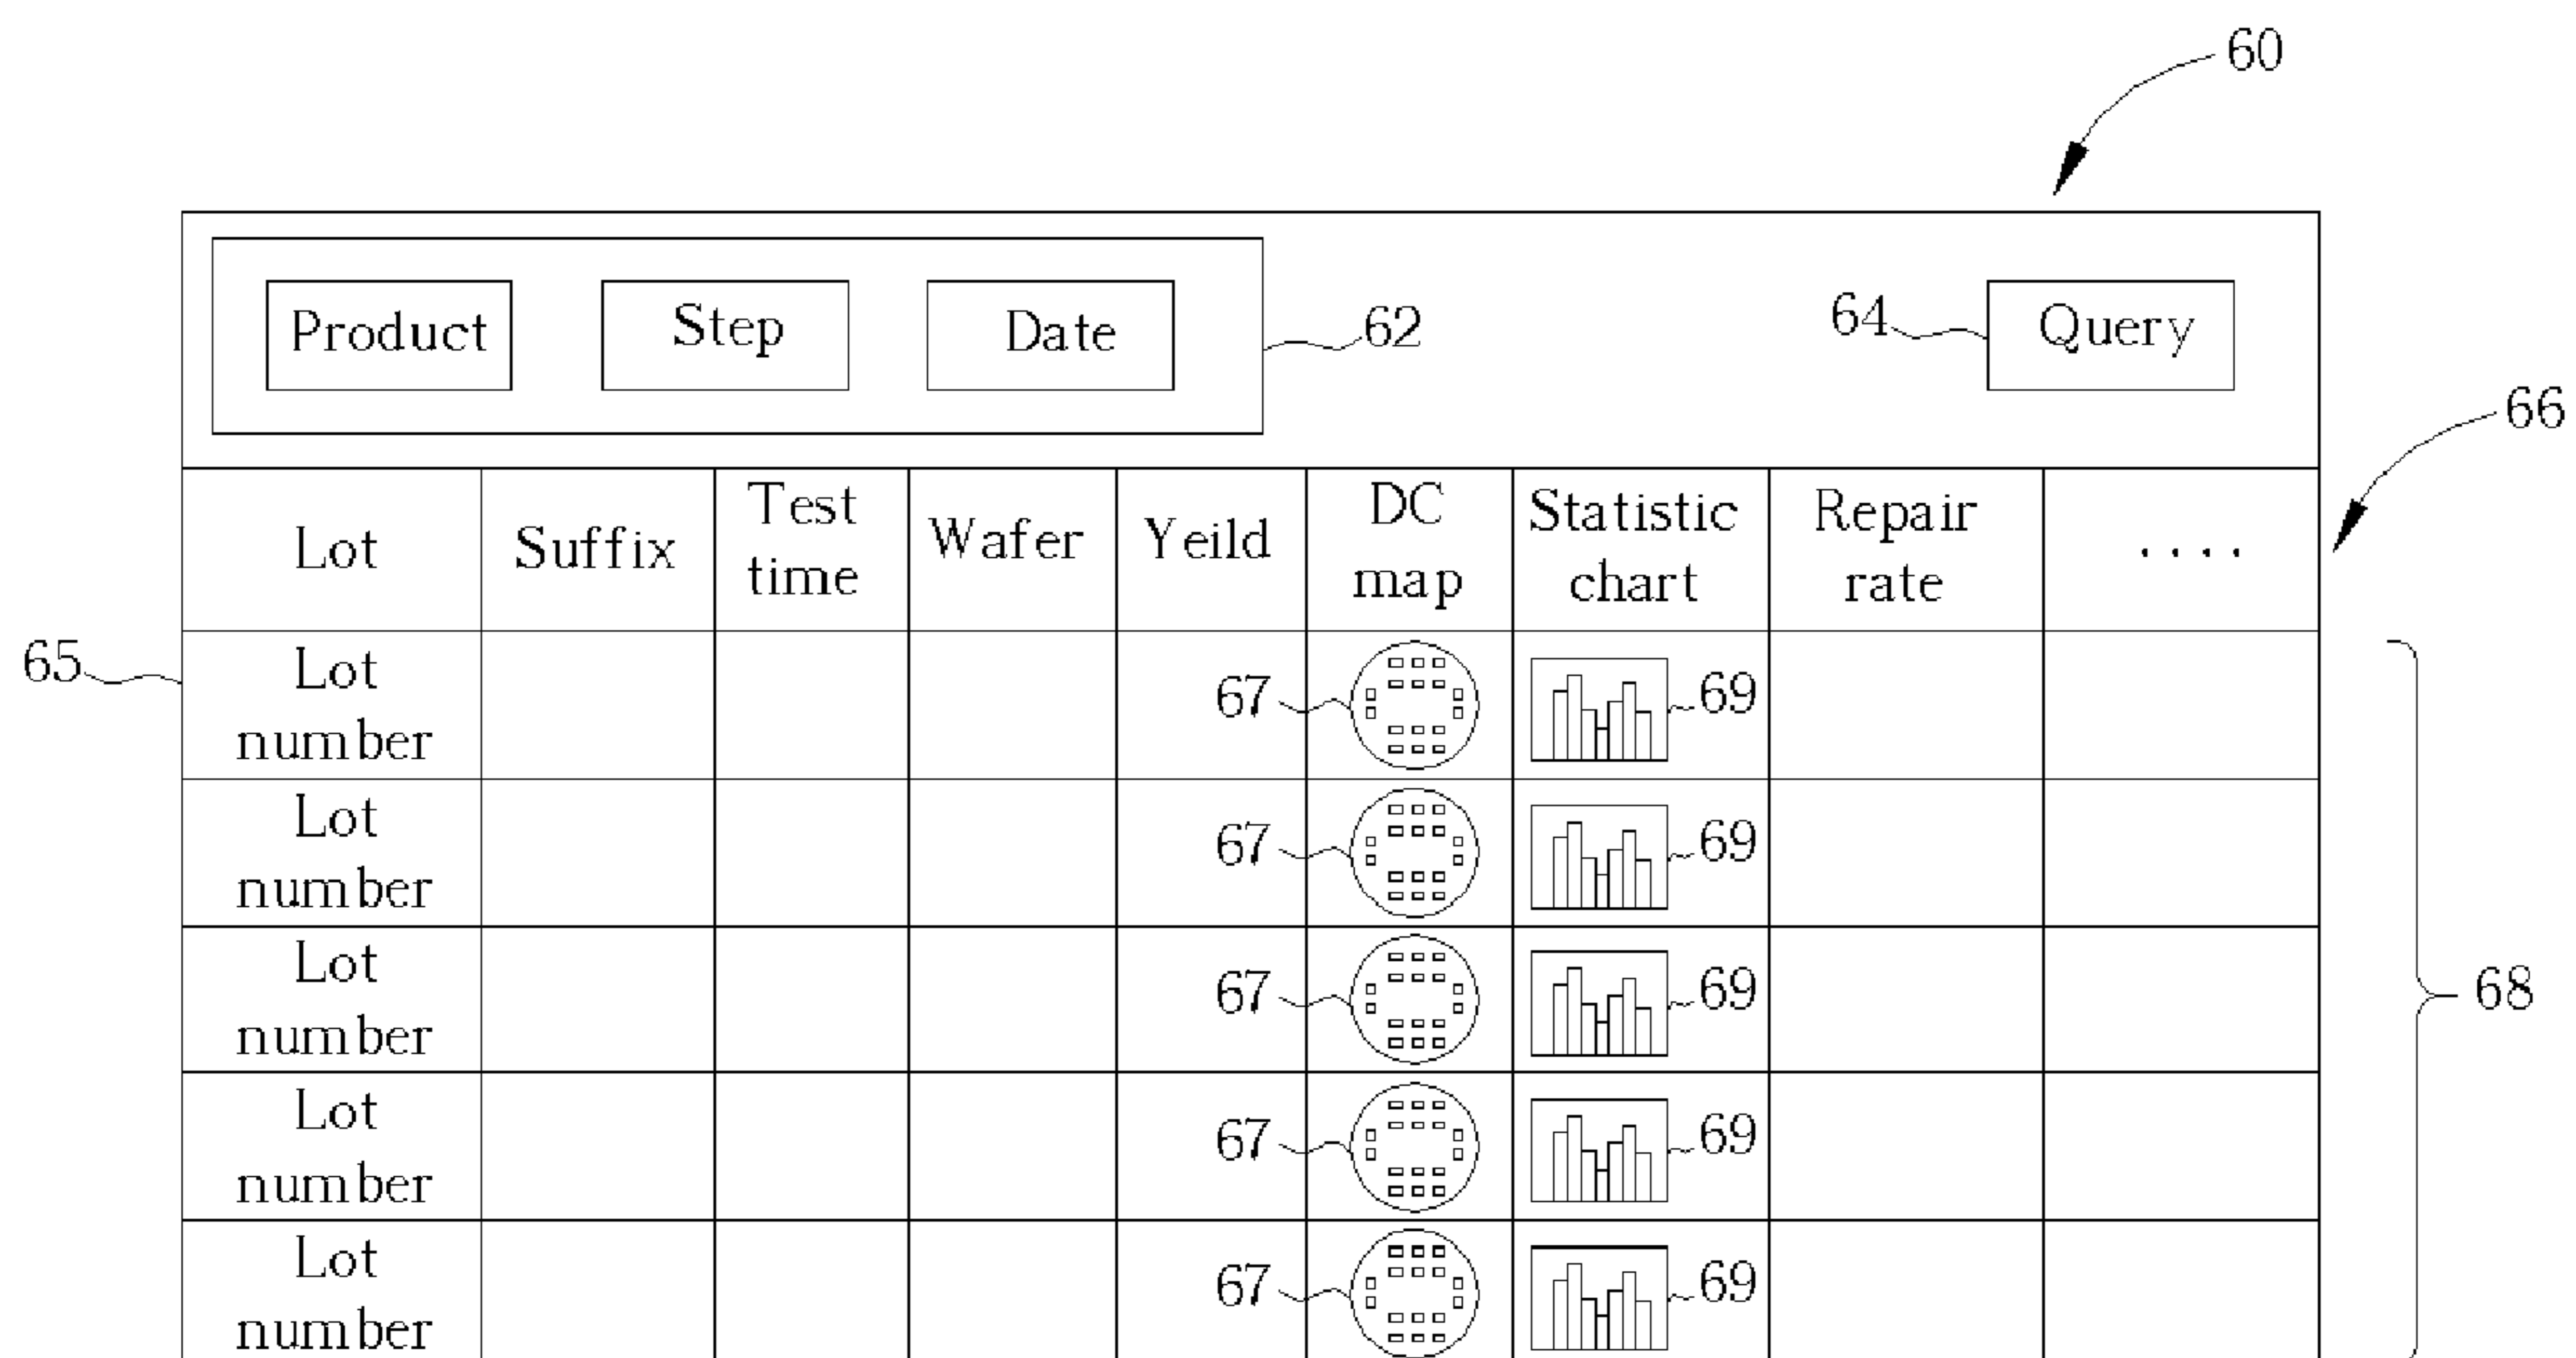 60
Product Step Date 62 64 Query
66
Lot Suffix Test time Wafer Yeild DC map Statistic chart Repair rate ....
65 Lot number 67 69
Lot number 67 69
Lot number 67 69 68
Lot number 67 69
Lot number 67 69